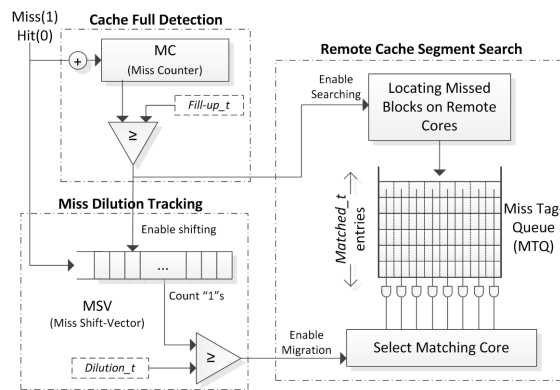 Miss(1)
Hit(0)
Cache Full Detection
+
MC
(Miss Counter)
Fill-up_t
≥
Miss Dilution Tracking
Enable shifting
...
Count "1"s
MSV
(Miss Shift-Vector)
Dilution_t
≥
Remote Cache Segment Search
Enable
Searching
Locating Missed
Blocks on Remote
Cores
Matched_t
entries
Miss Tag
Queue
(MTQ)
Enable
Migration
Select Matching Core